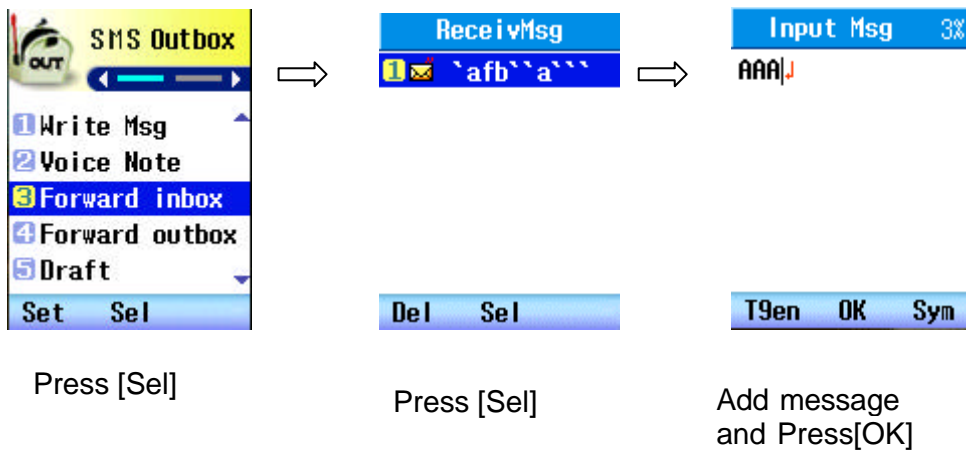 OUT
SMS Outbox
1 Write Msg
2 Voice Note
3 Forward inbox
4 Forward outbox
5 Draft
Set Sel
Press [Sel]
ReceivMsg
1 `afb``a```
Del Sel
Press [Sel]
Input Msg 3%
AAA
T9en OK Sym
Add message
and Press[OK]